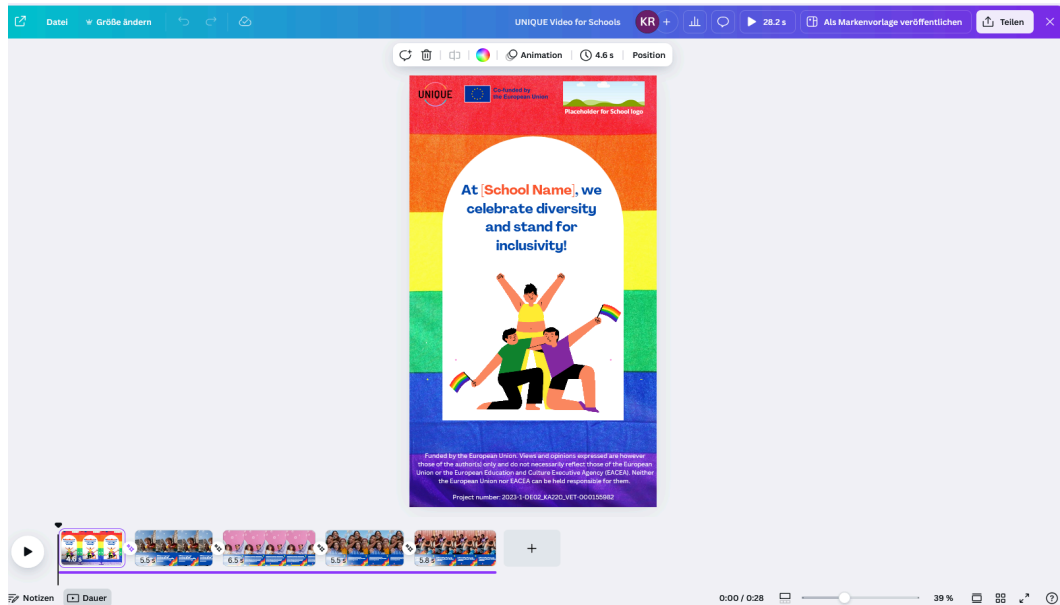 Datei
Größe ändern
UNIQUE Video for Schools
KR
+
28.2 s
Als Markenvorlage veröffentlichen
Teilen
Animation
4.6 s
Position
UNIQUE
Co-funded by
the European Union
Placeholder for School logo
At [School Name], we
celebrate diversity
and stand for
inclusivity!
Funded by the European Union. Views and opinions expressed are however
those of the author(s) only and do not necessarily reflect those of the European
Union or the European Education and Culture Executive Agency (EACEA). Neither
the European Union nor EACEA can be held responsible for them.
Project number: 2023-1-DE02_KA220_VET-000155982
5.5 s
6.5 s
5.5 s
5.8 s
+
Notizen
Dauer
0:00 / 0:28
39 %